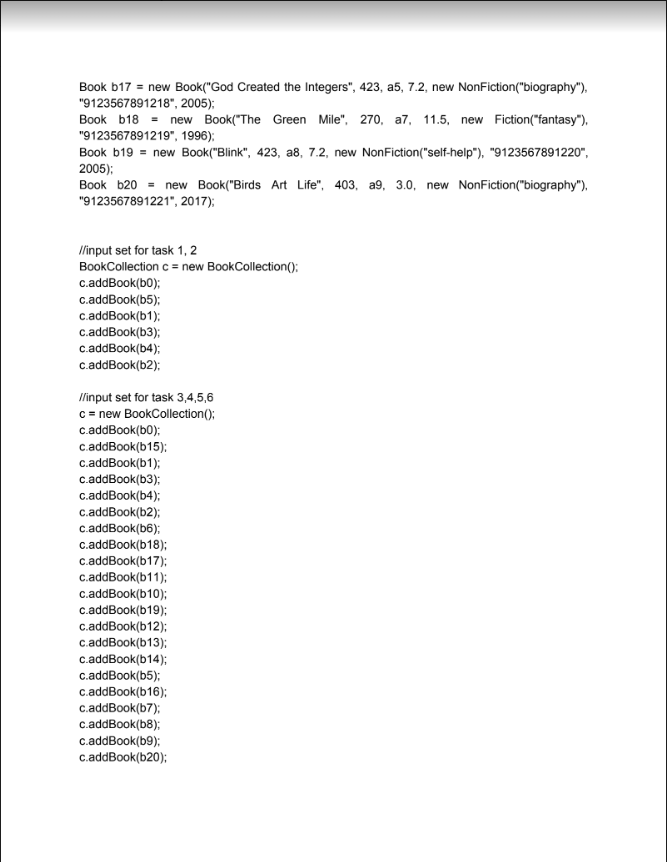 Book b17 = new Book("God Created the Integers", 423, a5, 7.2, new NonFiction("biography"),
"9123567891218", 2005);
Book b18 = new Book("The Green Mile", 270, a7, 11.5, new Fiction("fantasy"),
"9123567891219", 1996);
Book b19 = new Book("Blink", 423, a8, 7.2, new NonFiction("self-help"), "9123567891220",
2005);
Book b20 = new Book("Birds Art Life", 403, a9, 3.0, new NonFiction("biography"),
"9123567891221", 2017);
//input set for task 1, 2
BookCollection c = new BookCollection();
c.addBook(b0);
c.addBook(b5);
c.addBook(b1);
c.addBook(b3);
c.addBook(b4);
c.addBook(b2);
//input set for task 3,4,5,6
c = new BookCollection();
c.addBook(b0);
c.addBook(b15);
c.addBook(b1);
c.addBook(b3);
c.addBook(b4);
c.addBook(b2);
c.addBook(b6);
c.addBook(b18);
c.addBook(b17);
c.addBook(b11);
c.addBook(b10);
c.addBook(b19);
c.addBook(b12);
c.addBook(b13);
c.addBook(b14);
c.addBook(b5);
c.addBook(b16);
c.addBook(b7);
c.addBook(b8);
c.addBook(b9);
c.addBook(b20);